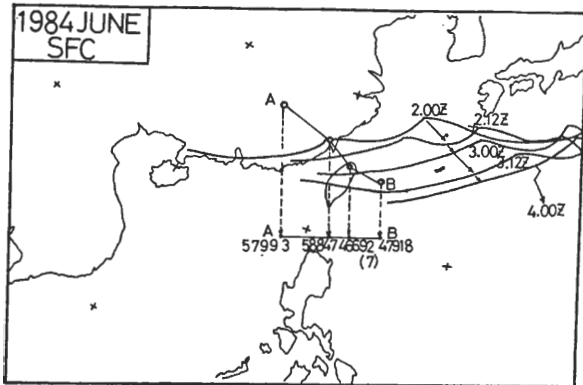 1984 JUNE
SFC
A
2.00Z
2.12Z
3.00Z
3.12Z
B
4.00Z
A
B
57993 58847 46692 47918
(7)